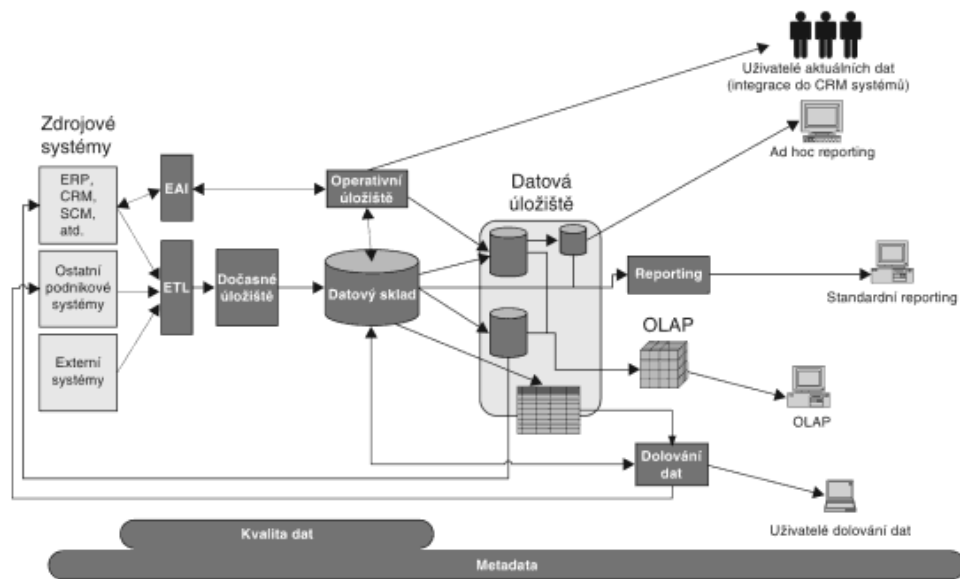 Uživatelé aktuálních dat
(integrace do CRM systémů)
Ad hoc reporting
Zdrojové
systémy
ERP,
CRM,
SCM,
atd.
EAI
Operativní
úložiště
Datová
úložiště
Ostatní
podnikové
systémy
ETL
Dočasné
úložiště
Datový sklad
Reporting
Standardní reporting
Externí
systémy
OLAP
OLAP
Dolování
dat
Uživatelé dolování dat
Kvalita dat
Metadata